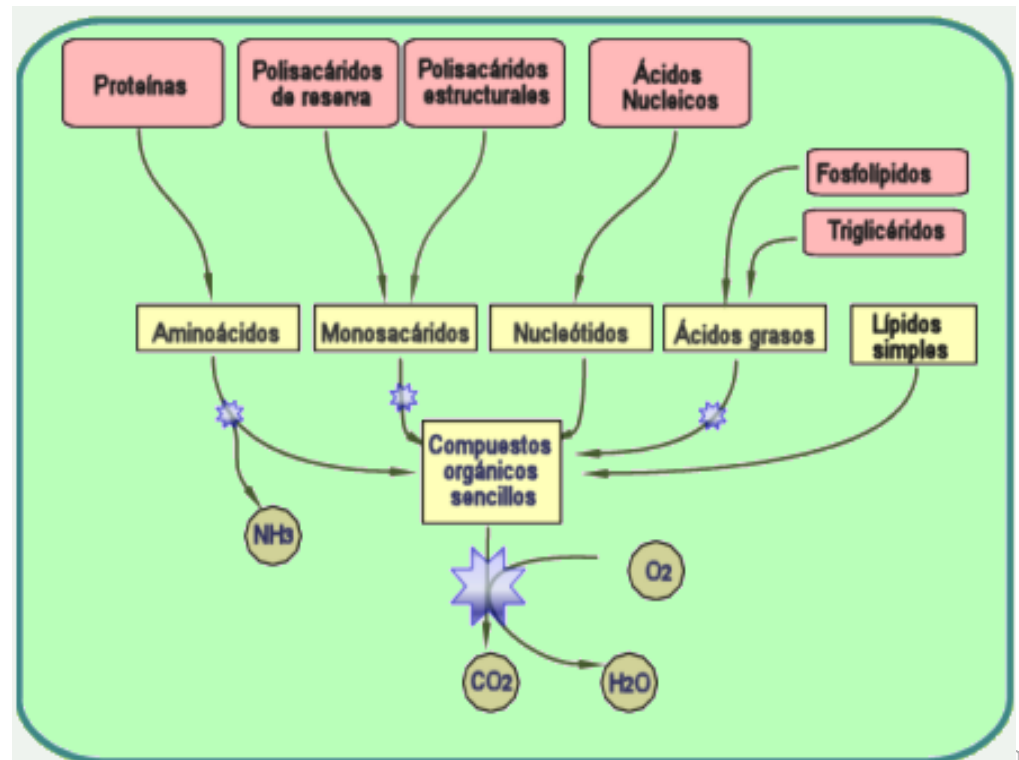 Proteínas
Polisacáridos
de reserva
Polisacáridos
estructurales
Ácidos
Nucleicos
Fosfolípidos
Triglicéridos
Aminoácidos
Monosacáridos
Nucleótidos
Ácidos grasos
Lípidos
simples
Compuestos
orgánicos
sencillos
NH3
O2
CO2
H2O